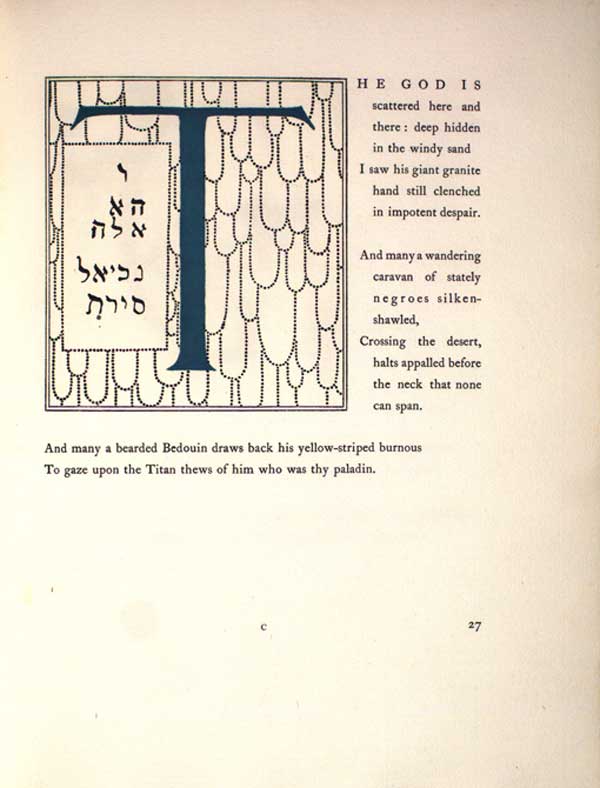 הא
אלה
נכיאל
סירת
THE GOD IS
scattered here and
there : deep hidden
in the windy sand
I saw his giant granite
hand still clenched
in impotent despair.
And many a wandering
caravan of stately
negroes silken-
shawled,
Crossing the desert,
halts appalled before
the neck that none
can span.
And many a bearded Bedouin draws back his yellow-striped burnous
To gaze upon the Titan thews of him who was thy paladin.
c
27